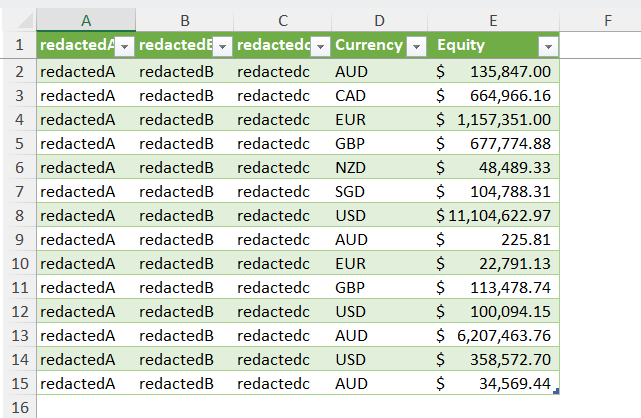 A B C D E F
1 redactedA redactedB redactedc Currency Equity
2 redactedA redactedB redactedc AUD $ 135,847.00
3 redactedA redactedB redactedc CAD $ 664,966.16
4 redactedA redactedB redactedc EUR $ 1,157,351.00
5 redactedA redactedB redactedc GBP $ 677,774.88
6 redactedA redactedB redactedc NZD $ 48,489.33
7 redactedA redactedB redactedc SGD $ 104,788.31
8 redactedA redactedB redactedc USD $ 11,104,622.97
9 redactedA redactedB redactedc AUD $ 225.81
10 redactedA redactedB redactedc EUR $ 22,791.13
11 redactedA redactedB redactedc GBP $ 113,478.74
12 redactedA redactedB redactedc USD $ 100,094.15
13 redactedA redactedB redactedc AUD $ 6,207,463.76
14 redactedA redactedB redactedc USD $ 358,572.70
15 redactedA redactedB redactedc AUD $ 34,569.44
16